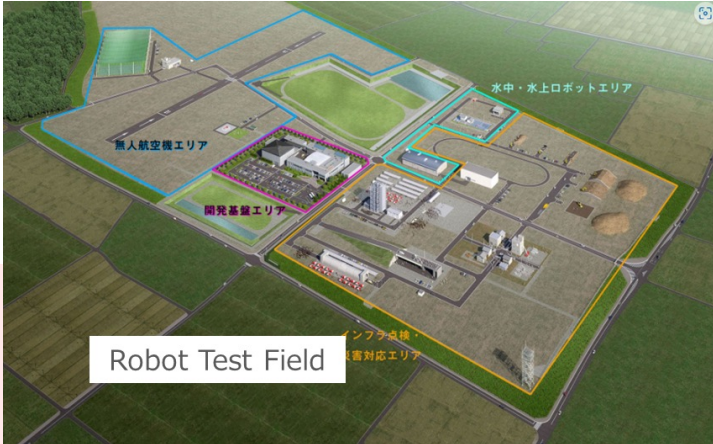 水中・水上ロボットエリア
無人航空機エリア
開発基盤エリア
インフラ点検・
災害対応エリア
Robot Test Field